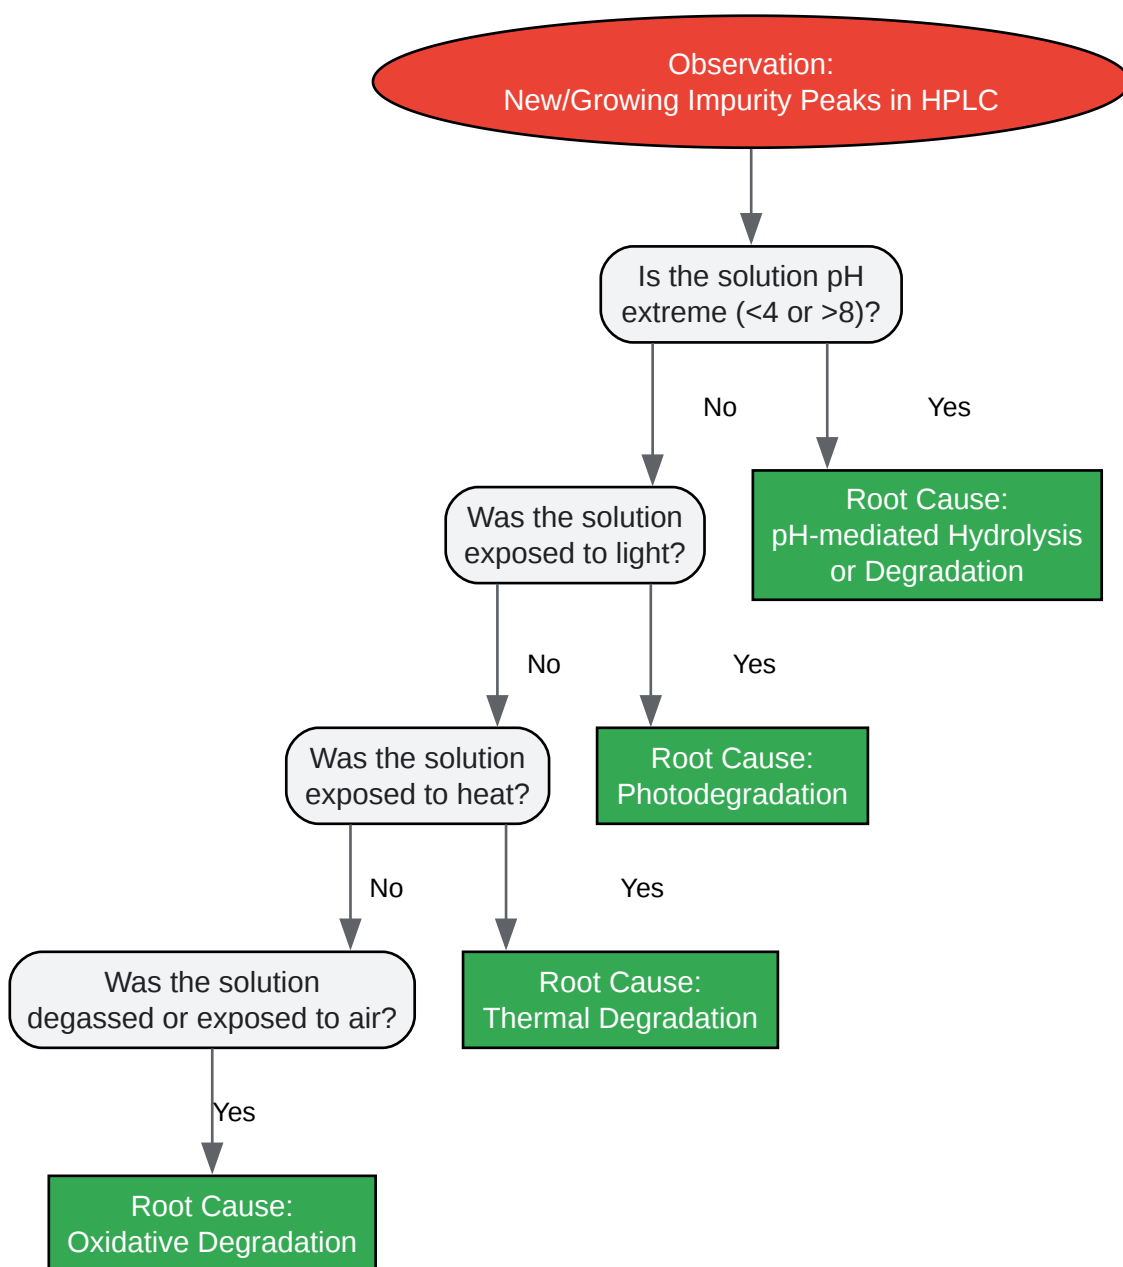 Observation:
New/Growing Impurity Peaks in HPLC
Is the solution pH
extreme (<4 or >8)?
No
Yes
Root Cause:
pH-mediated Hydrolysis
or Degradation
Was the solution
exposed to light?
No
Yes
Root Cause:
Photodegradation
Was the solution
exposed to heat?
No
Yes
Root Cause:
Thermal Degradation
Was the solution
degassed or exposed to air?
Yes
Root Cause:
Oxidative Degradation